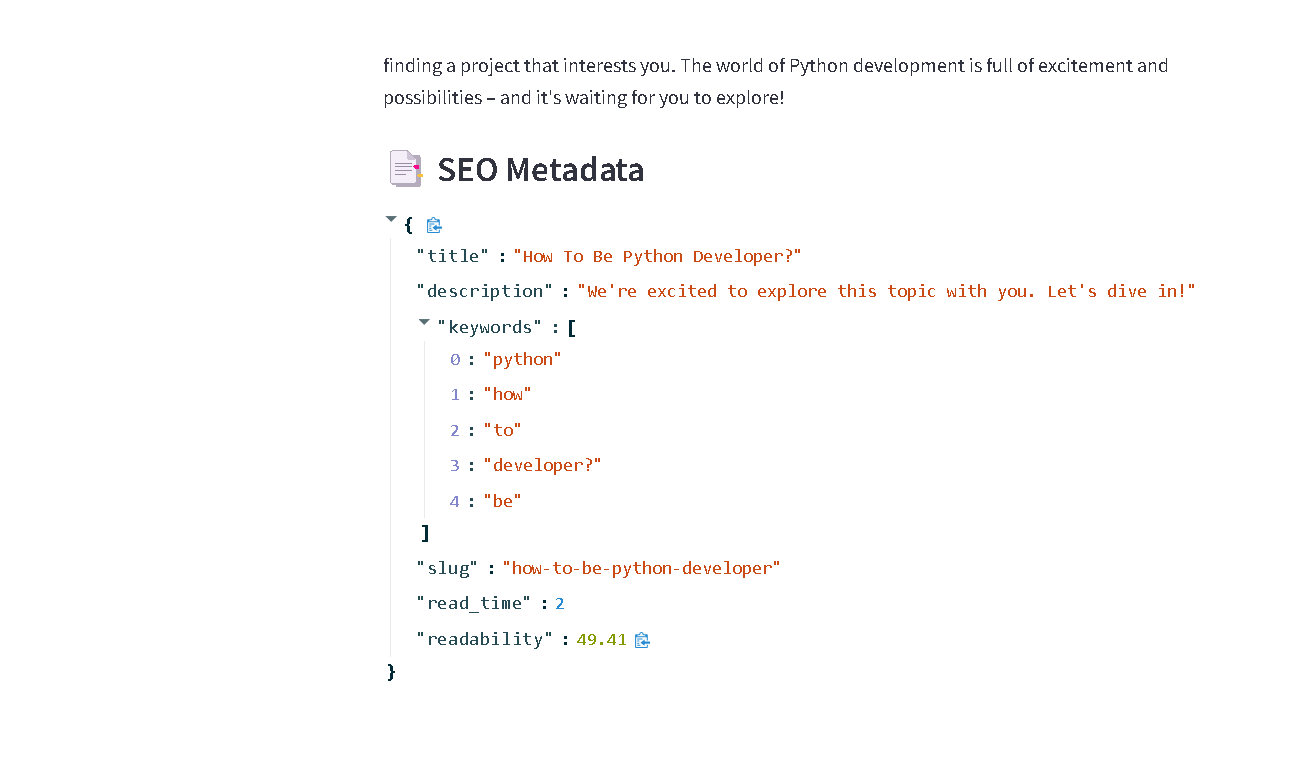 finding a project that interests you. The world of Python development is full of excitement and
possibilities – and it's waiting for you to explore!
SEO Metadata
{
"title" : "How To Be Python Developer?"
"description" : "We're excited to explore this topic with you. Let's dive in!"
"keywords" : [
0 : "python"
1 : "how"
2 : "to"
3 : "developer?"
4 : "be"
]
"slug" : "how-to-be-python-developer"
"read_time" : 2
"readability" : 49.41
}